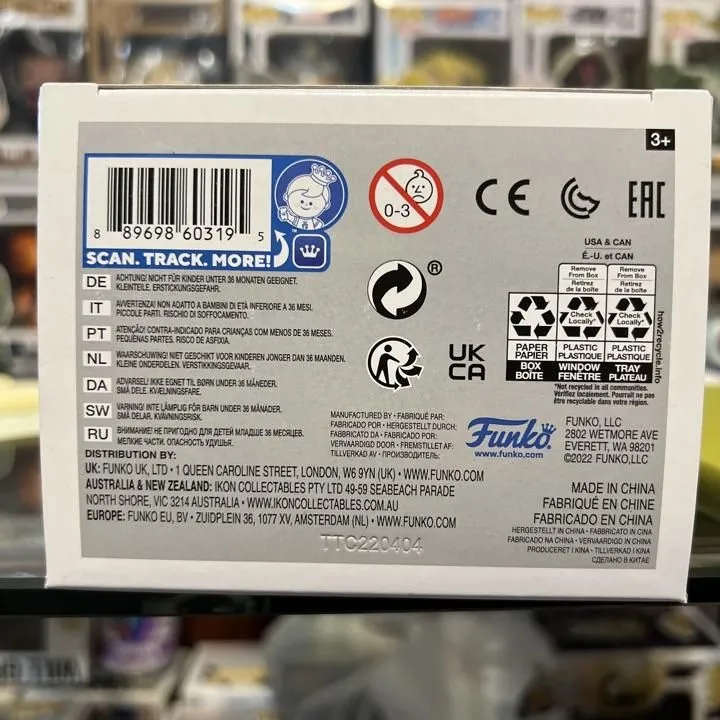 3+
8 89698 60319 5
SCAN. TRACK. MORE!
0-3
CE
EAC
DE ACHTUNG! NICHT FÜR KINDER UNTER 36 MONATEN GEEIGNET.
KLEINTEILE. ERSTICKUNGSGEFAHR.
IT AVVERTENZA! NON ADATTO A BAMBINI DI ETÀ INFERIORE A 36 MESI.
PICCOLE PARTI. RISCHIO DI SOFFOCAMENTO.
PT ATENÇÃO! CONTRA-INDICADO PARA CRIANÇAS COM MENOS DE 36 MESES.
PEQUENAS PARTES. RISCO DE ASFIXIA.
NL WAARSCHUWING! NIET GESCHIKT VOOR KINDEREN JONGER DAN 36 MAANDEN.
KLEINE ONDERDELEN. VERSTIKKINGSGEVAAR.
DA ADVARSEL! IKKE EGNET TIL BØRN UNDER 36 MÅNEDER.
SMÅ DELE. KVÆLNINGSFARE.
SW VARNING! INTE LÄMPLIG FÖR BARN UNDER 36 MÅNADER.
SMÅ DELAR. KVÄVNINGSRISK.
RU ВНИМАНИЕ! НЕ ПРИГОДНО ДЛЯ ДЕТЕЙ МЛАДШЕ 36 МЕСЯЦЕВ.
МЕЛКИЕ ЧАСТИ. ОПАСНОСТЬ УДУШЬЯ.
®
UK
CA
USA & CAN
É.-U. et CAN
Remove From Box
Retirez de la boîte
Remove From Box
Retirez de la boîte
Check Locally*
Check Locally*
PAPER
PAPIER
PLASTIC
PLASTIQUE
PLASTIC
PLASTIQUE
BOX
BOÎTE
WINDOW
FENÊTRE
TRAY
PLATEAU
*Not recycled in all communities.
Vérifiez localement. Pourrait ne pas
être recyclable dans votre région.
how2recycle.info
MANUFACTURED BY • FABRIQUÉ PAR:
FABRICADO POR • HERGESTELLT DURCH:
FABBRICATO DA • FABRICADO POR:
VERVAARDIGD DOOR • FREMSTILLET AF:
TILLVERKAD AV • ПРОИЗВОДИТЕЛЬ:
Funko
www.funko.com
FUNKO, LLC
2802 WETMORE AVE
EVERETT, WA 98201
©2022 FUNKO,LLC
DISTRIBUTION BY:
UK: FUNKO UK, LTD • 1 QUEEN CAROLINE STREET, LONDON, W6 9YN (UK) • WWW.FUNKO.COM
AUSTRALIA & NEW ZEALAND: IKON COLLECTABLES PTY LTD 49-59 SEABEACH PARADE
NORTH SHORE, VIC 3214 AUSTRALIA • WWW.IKONCOLLECTABLES.COM.AU
EUROPE: FUNKO EU, BV • ZUIDPLEIN 36, 1077 XV, AMSTERDAM (NL) • WWW.FUNKO.COM
MADE IN CHINA
FABRIQUÉ EN CHINE
FABRICADO EN CHINA
HERGESTELLT IN CHINA • FABBRICATO IN CINA
FABRICADO NA CHINA • VERVAARDIGD IN CHINA
PRODUCERET I KINA • TILLVERKAD I KINA
СДЕЛАНО В КИТАЕ
TTC220404